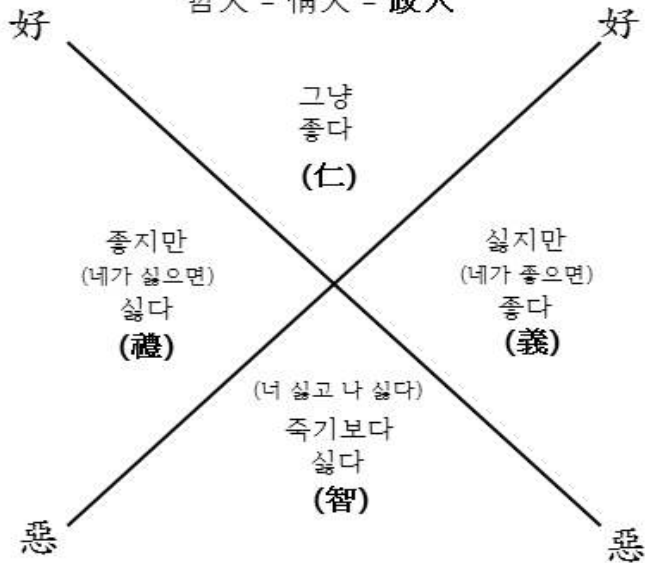 好
好
그냥
좋다
(仁)
좋지만
(네가 싫으면)
싫다
(禮)
싫지만
(네가 좋으면)
좋다
(義)
(너 싫고 나 싫다)
죽기보다
싫다
(智)
惡
惡